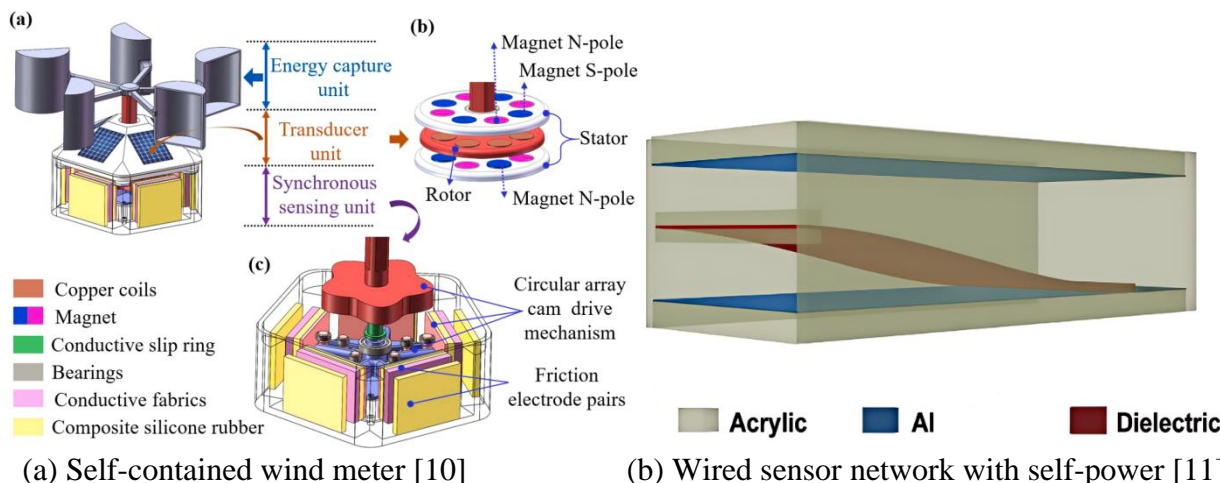 (a)
Energy capture
unit
Transducer
unit
Synchronous
sensing unit
(b)
Magnet N-pole
Magnet S-pole
Stator
Rotor
Magnet N-pole
(c)
Circular array
cam drive
mechanism
Friction
electrode pairs
Copper coils
Magnet
Conductive slip ring
Bearings
Conductive fabrics
Composite silicone rubber
Acrylic
Al
Dielectric
(a) Self-contained wind meter [10]
(b) Wired sensor network with self-power [11]